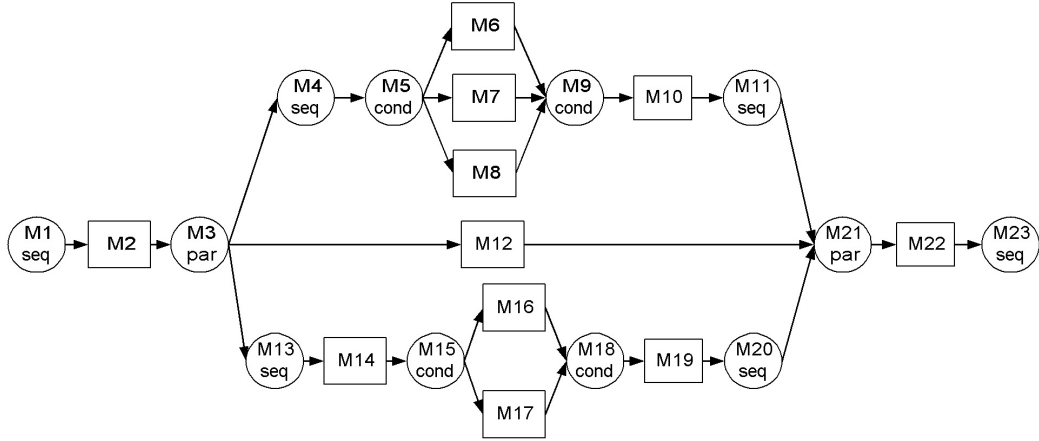 M6
M4
seq
M5
cond
M7
M9
cond
M10
M11
seq
M8
M1
seq
M2
M3
par
M12
M21
par
M22
M23
seq
M16
M13
seq
M14
M15
cond
M18
cond
M19
M20
seq
M17